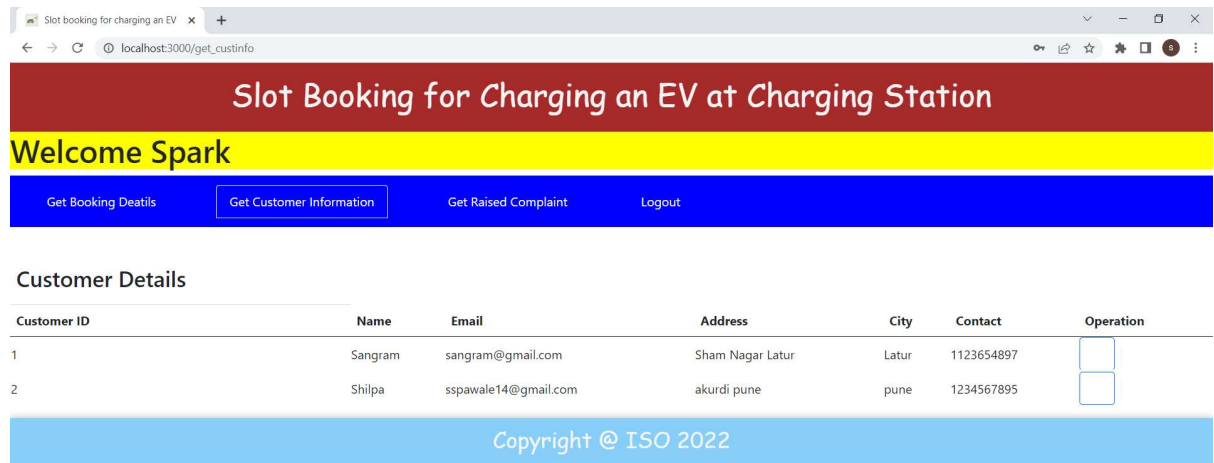 Slot booking for charging an EV
localhost:3000/get_custinfo
S
Slot Booking for Charging an EV at Charging Station
Welcome Spark
Get Booking Deatils Get Customer Information Get Raised Complaint Logout
Customer Details
Customer ID Name Email Address City Contact Operation
1 Sangram sangram@gmail.com Sham Nagar Latur Latur 1123654897
2 Shilpa sspawale14@gmail.com akurdi pune pune 1234567895
Copyright @ ISO 2022